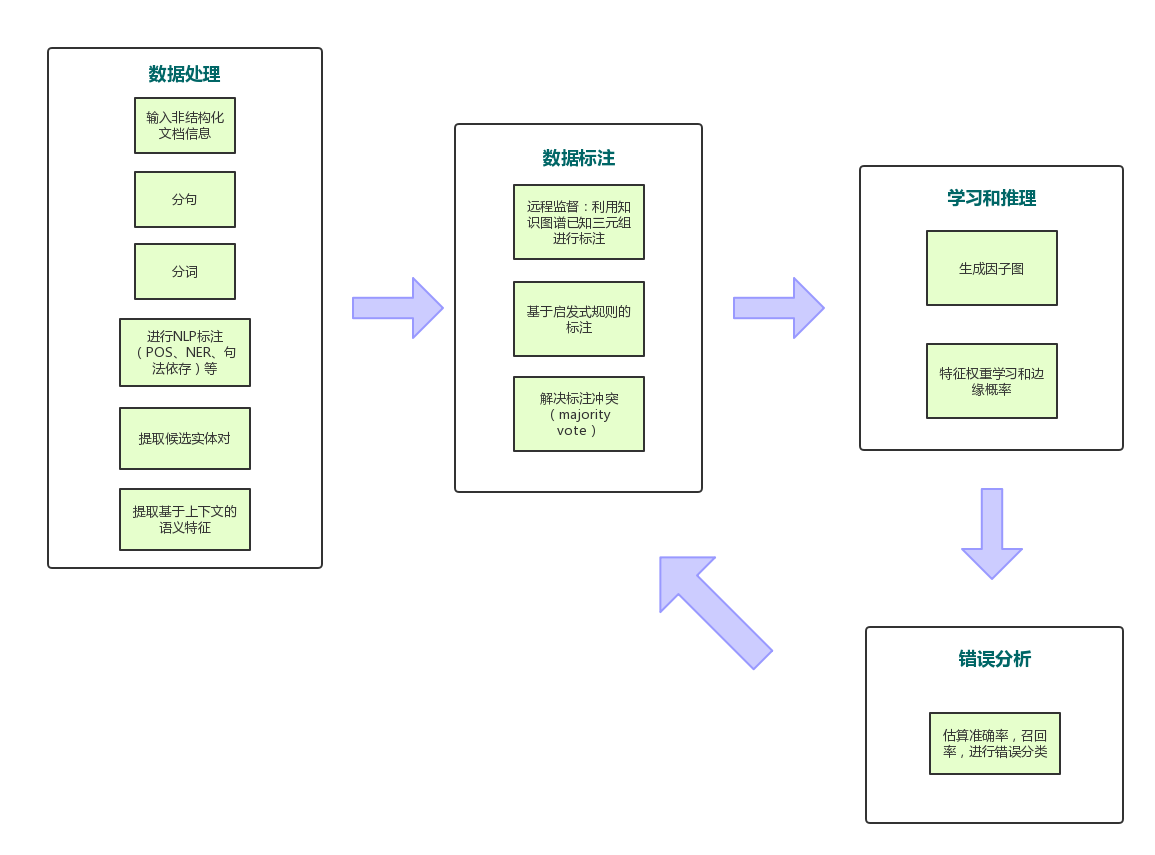 数据处理
输入非结构化
文档信息
分句
分词
进行NLP标注
（POS、NER、句
法依存）等
提取候选实体对
提取基于上下文的
语义特征
数据标注
远程监督：利用知
识图谱已知三元组
进行标注
基于启发式规则的
标注
解决标注冲突
（majority
vote）
学习和推理
生成因子图
特征权重学习和边
缘概率
错误分析
估算准确率，召回
率，进行错误分类